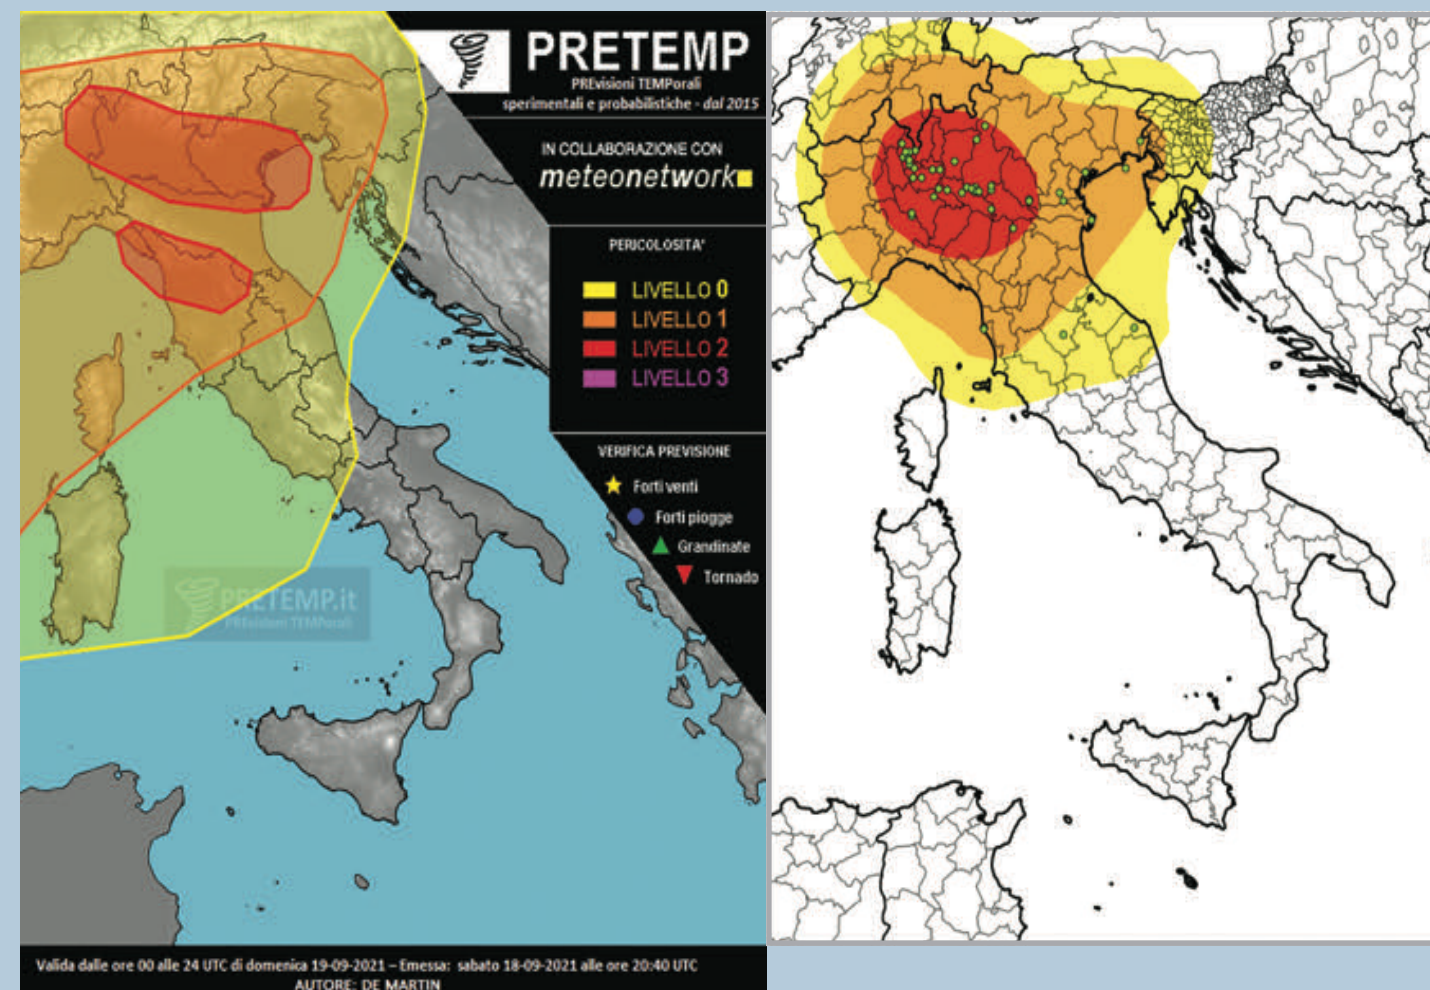 PRETEMP
PREvisioni TEMPorali
sperimentali e probabilistiche - dal 2015
IN COLLABORAZIONE CON
meteonetwork
PERICOLOSITA'
LIVELLO 0
LIVELLO 1
LIVELLO 2
LIVELLO 3
VERIFICA PREVISIONE
Forti venti
Forti piogge
Grandinate
Tornado
PRETEMP.it
PREvisioni TEMPorali
Valida dalle ore 00 alle 24 UTC di domenica 19-09-2021 – Emessa: sabato 18-09-2021 alle ore 20:40 UTC
AUTORE: DE MARTIN